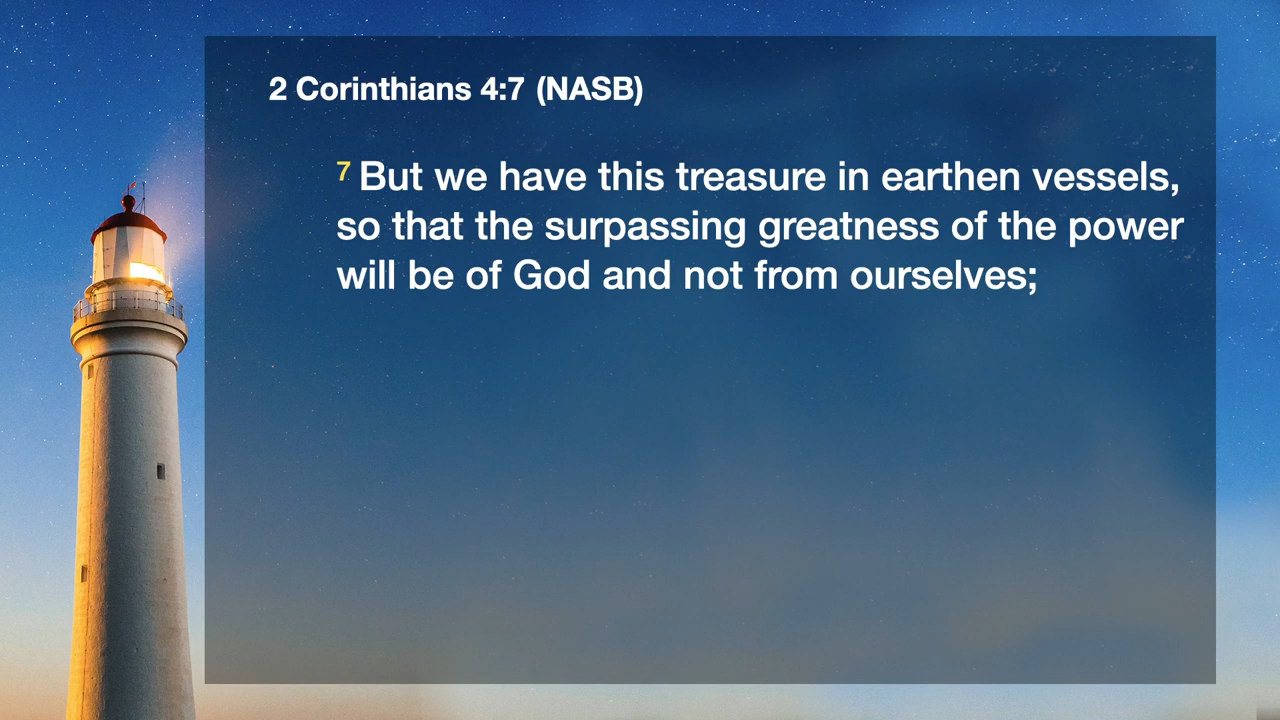 2 Corinthians 4:7 (NASB)
7 But we have this treasure in earthen vessels,
so that the surpassing greatness of the power
will be of God and not from ourselves;